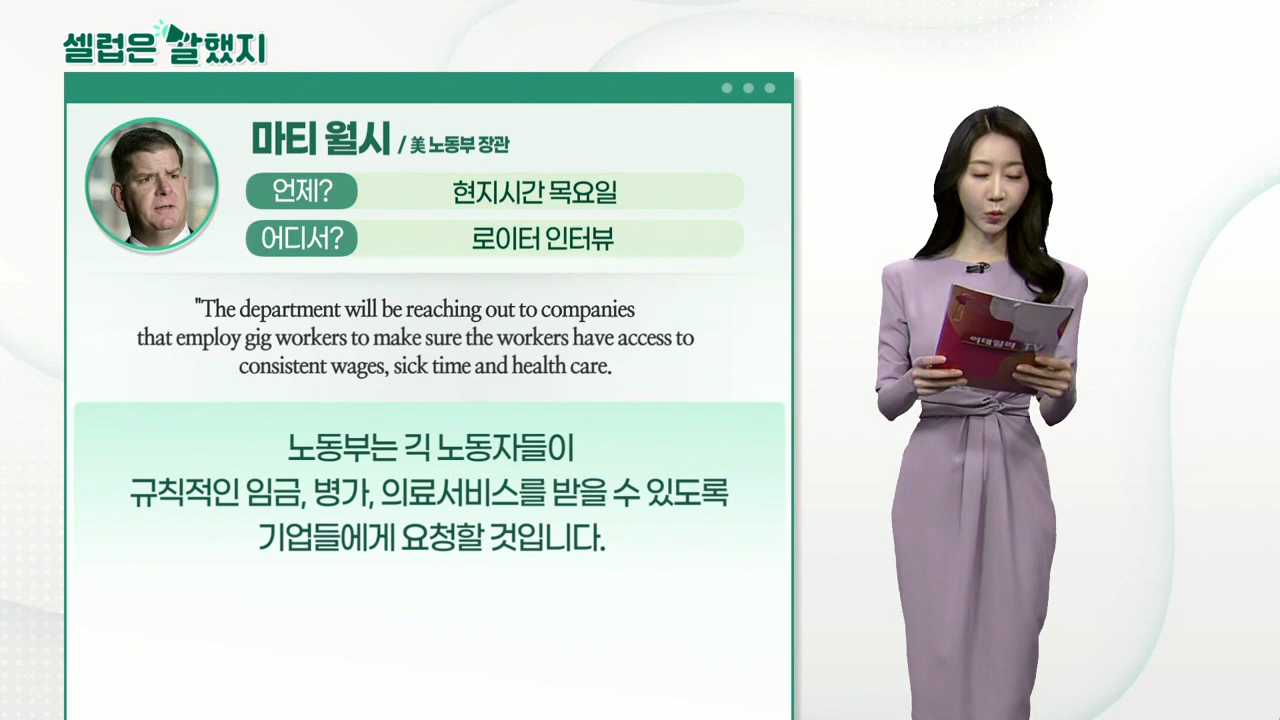 셀럽은 말했지
마티 월시 / 美 노동부 장관
언제? 현지시간 목요일
어디서? 로이터 인터뷰
"The department will be reaching out to companies
that employ gig workers to make sure the workers have access to
consistent wages, sick time and health care.
노동부는 긱 노동자들이
규칙적인 임금, 병가, 의료서비스를 받을 수 있도록
기업들에게 요청할 것입니다.
이데일리 TV